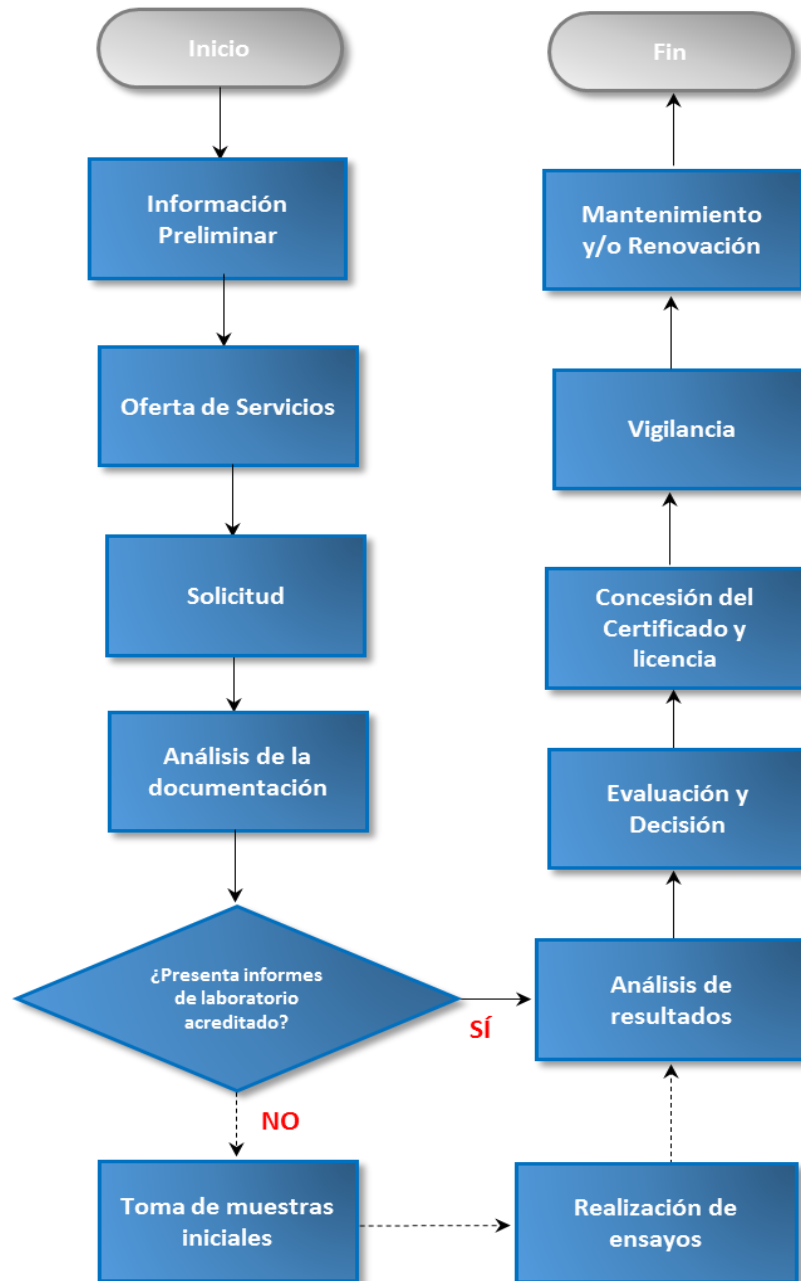 Inicio
Información
Preliminar
Oferta de Servicios
Solicitud
Análisis de la
documentación
¿Presenta informes
de laboratorio
acreditado?
SÍ
NO
Toma de muestras
iniciales
Realización de
ensayos
Análisis de
resultados
Evaluación y
Decisión
Concesión del
Certificado y
licencia
Vigilancia
Mantenimiento
y/o Renovación
Fin